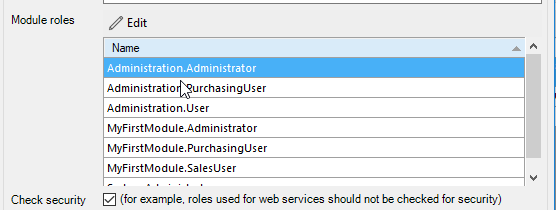 Module roles
Edit
Name
Administration.Administrator
Administration.PurchasingUser
Administration.User
MyFirstModule.Administrator
MyFirstModule.PurchasingUser
MyFirstModule.SalesUser
Check security
(for example, roles used for web services should not be checked for security)